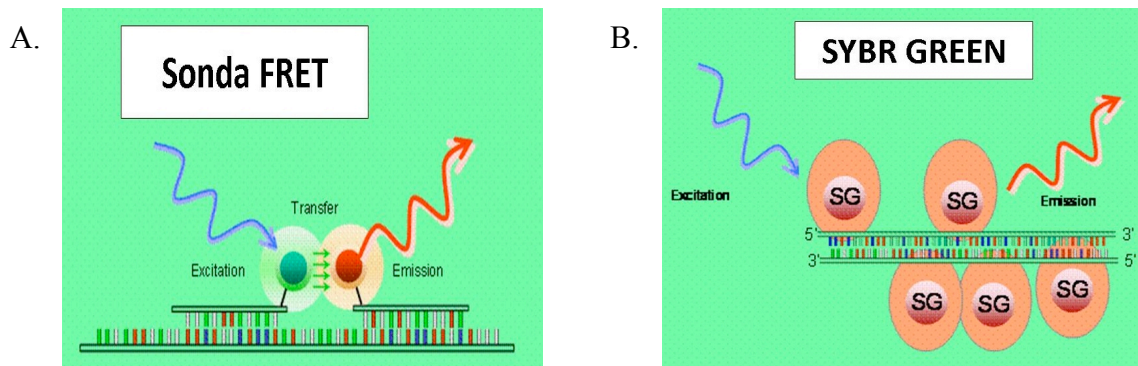 A.
Sonda FRET
Transfer
Excitation
Emission
B.
SYBR GREEN
SG
SG
Excitation
Emission
5'
3'
3'
5'
SG
SG
SG